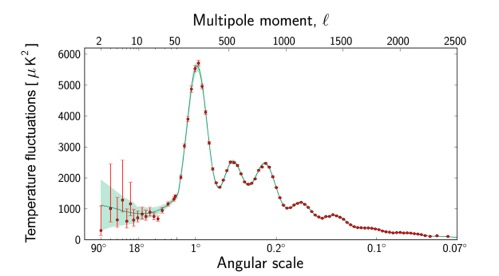 Multipole moment, ℓ
2 10 50 500 1000 1500 2000 2500
Temperature fluctuations [ μ K² ]
6000
5000
4000
3000
2000
1000
0
90° 18° 1° 0.2° 0.1° 0.07°
Angular scale